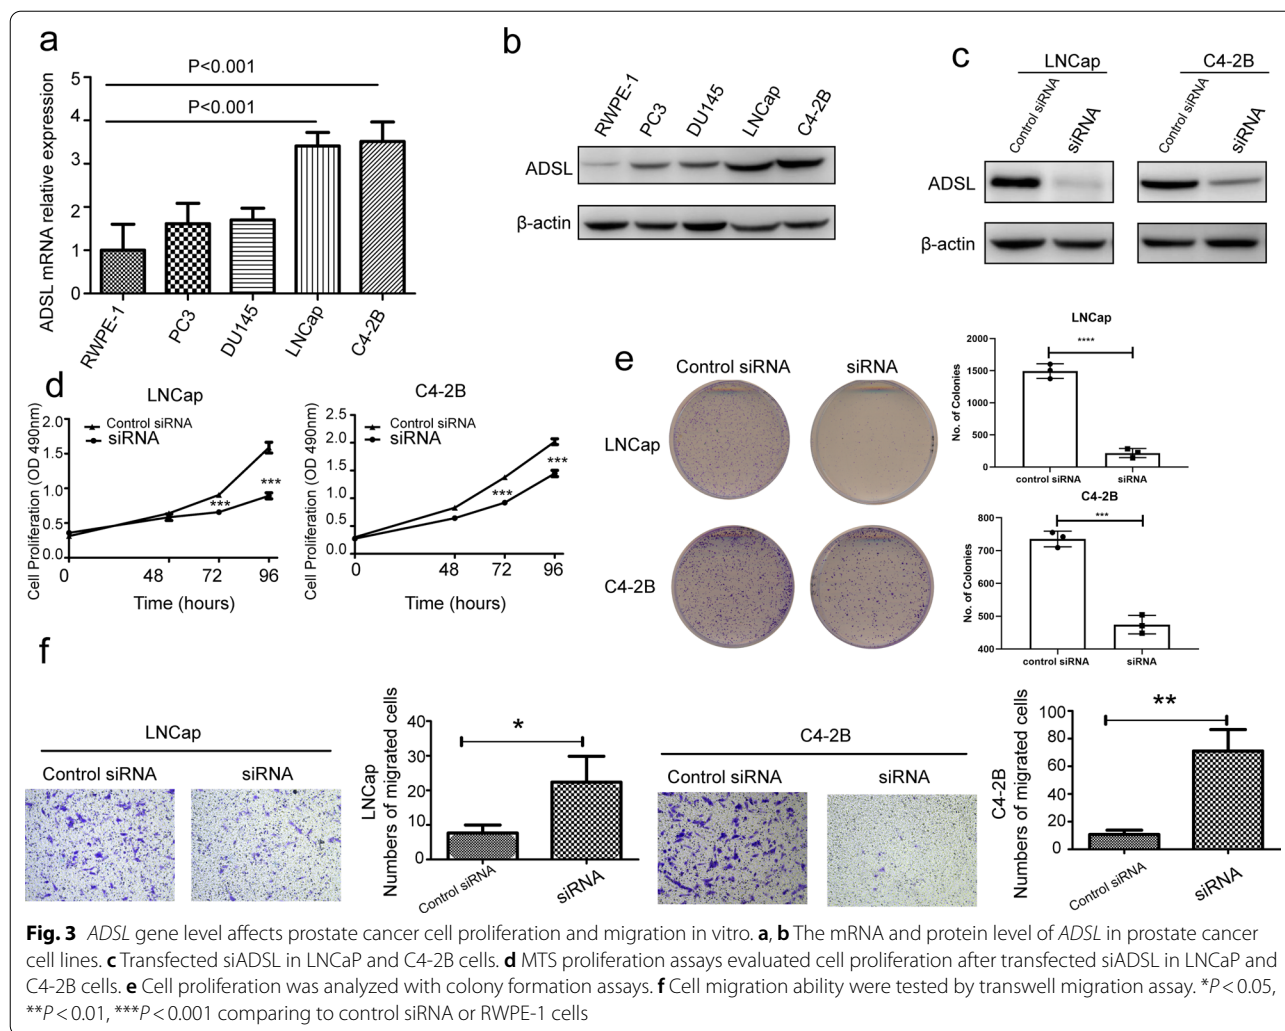 a
P<0.001
P<0.001
ADSL mRNA relative expression
5
4
3
2
1
0
RWPE-1
PC3
DU145
LNCap
C4-2B
b
RWPE-1
PC3
DU145
LNCap
C4-2B
ADSL
β-actin
c
LNCap
C4-2B
Control siRNA
siRNA
Control siRNA
siRNA
ADSL
β-actin
d
LNCap
Cell Proliferation (OD 490nm)
2.0
1.5
1.0
0.5
0.0
Control siRNA
siRNA
***
***
0
48
72
96
Time (hours)
C4-2B
Cell Proliferation (OD 490nm)
2.5
2.0
1.5
1.0
0.5
0.0
Control siRNA
siRNA
***
***
0
48
72
96
Time (hours)
e
Control siRNA
siRNA
LNCap
C4-2B
LNCap
No. of Colonies
2000
1500
1000
500
0
****
control siRNA
siRNA
C4-2B
No. of Colonies
800
700
600
500
400
***
control siRNA
siRNA
f
LNCap
Control siRNA
siRNA
LNCap
Numbers of migrated cells
40
30
20
10
0
*
Control siRNA
siRNA
C4-2B
Control siRNA
siRNA
C4-2B
Numbers of migrated cells
100
80
60
40
20
0
**
Control siRNA
siRNA
Fig. 3 ADSL gene level affects prostate cancer cell proliferation and migration in vitro. a, b The mRNA and protein level of ADSL in prostate cancer
cell lines. c Transfected siADSL in LNCaP and C4-2B cells. d MTS proliferation assays evaluated cell proliferation after transfected siADSL in LNCaP and
C4-2B cells. e Cell proliferation was analyzed with colony formation assays. f Cell migration ability were tested by transwell migration assay. *P < 0.05,
**P < 0.01, ***P < 0.001 comparing to control siRNA or RWPE-1 cells